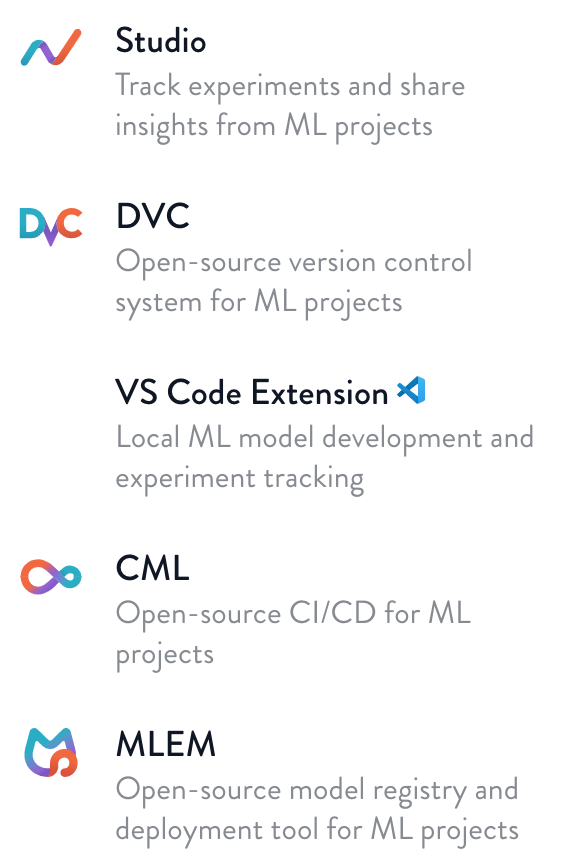 Studio
Track experiments and share
insights from ML projects
DVC
DVC
Open-source version control
system for ML projects
VS Code Extension
Local ML model development and
experiment tracking
CML
Open-source CI/CD for ML
projects
MLEM
Open-source model registry and
deployment tool for ML projects